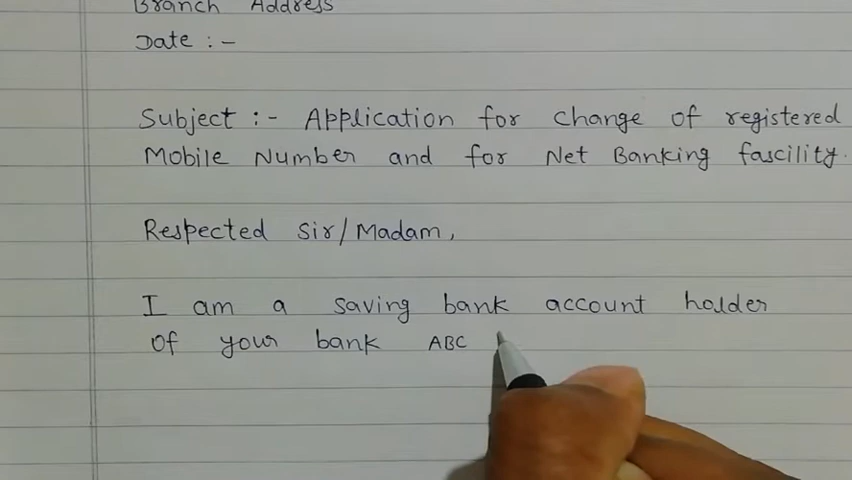 Branch Address
Date :-
Subject :- Application for change of registered
Mobile Number and for Net Banking fascility.
Respected Sir/Madam,
I am a saving bank account holder
of your bank ABC